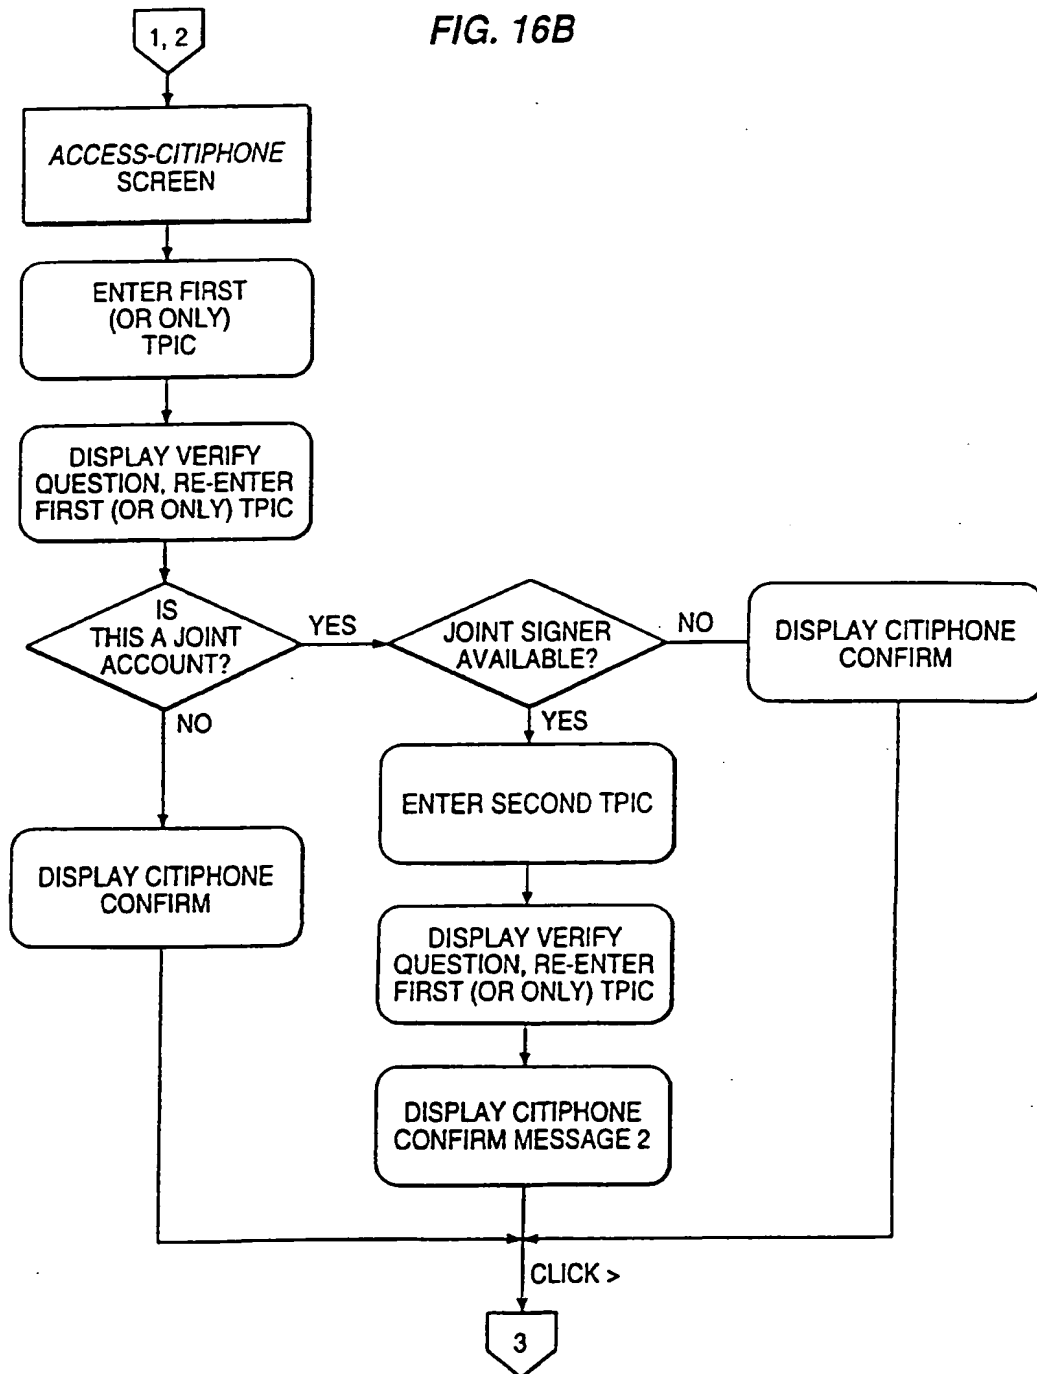 FIG. 16B
1, 2
ACCESS-CITIPHONE
SCREEN
ENTER FIRST
(OR ONLY)
TPIC
DISPLAY VERIFY
QUESTION, RE-ENTER
FIRST (OR ONLY) TPIC
IS
THIS A JOINT
ACCOUNT?
YES
JOINT SIGNER
AVAILABLE?
NO
DISPLAY CITIPHONE
CONFIRM
NO
YES
ENTER SECOND TPIC
DISPLAY CITIPHONE
CONFIRM
DISPLAY VERIFY
QUESTION, RE-ENTER
FIRST (OR ONLY) TPIC
DISPLAY CITIPHONE
CONFIRM MESSAGE 2
CLICK >
3